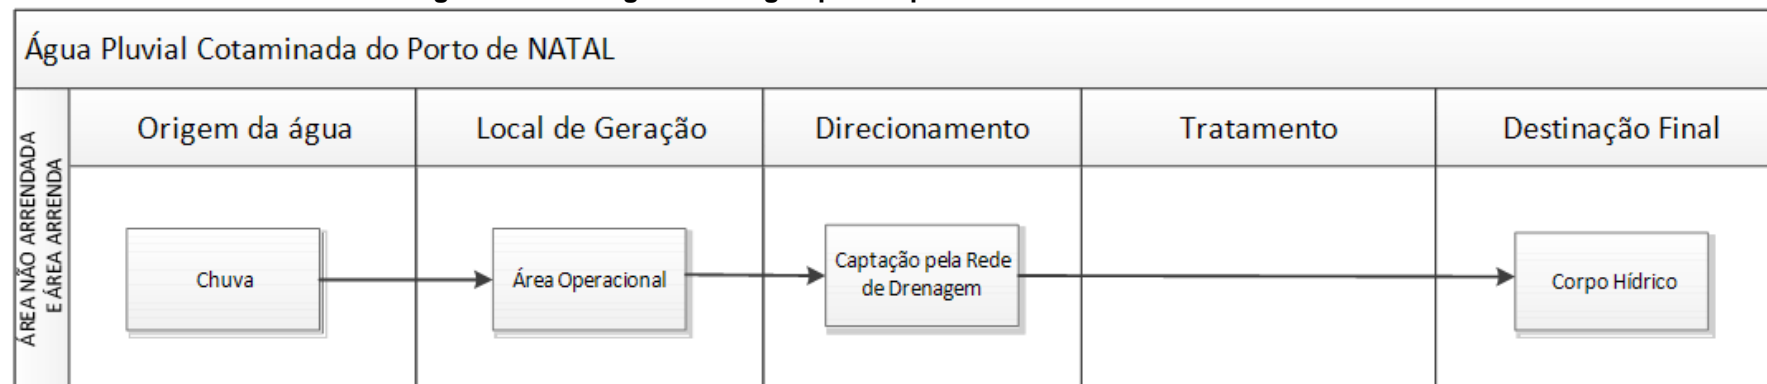 Água Pluvial Cotaminada do Porto de NATAL
ÁREA NÃO ARRENDADA
E ÁREA ARRENDA
Origem da água
Local de Geração
Direcionamento
Tratamento
Destinação Final
Chuva
Área Operacional
Captação pela Rede
de Drenagem
Corpo Hídrico